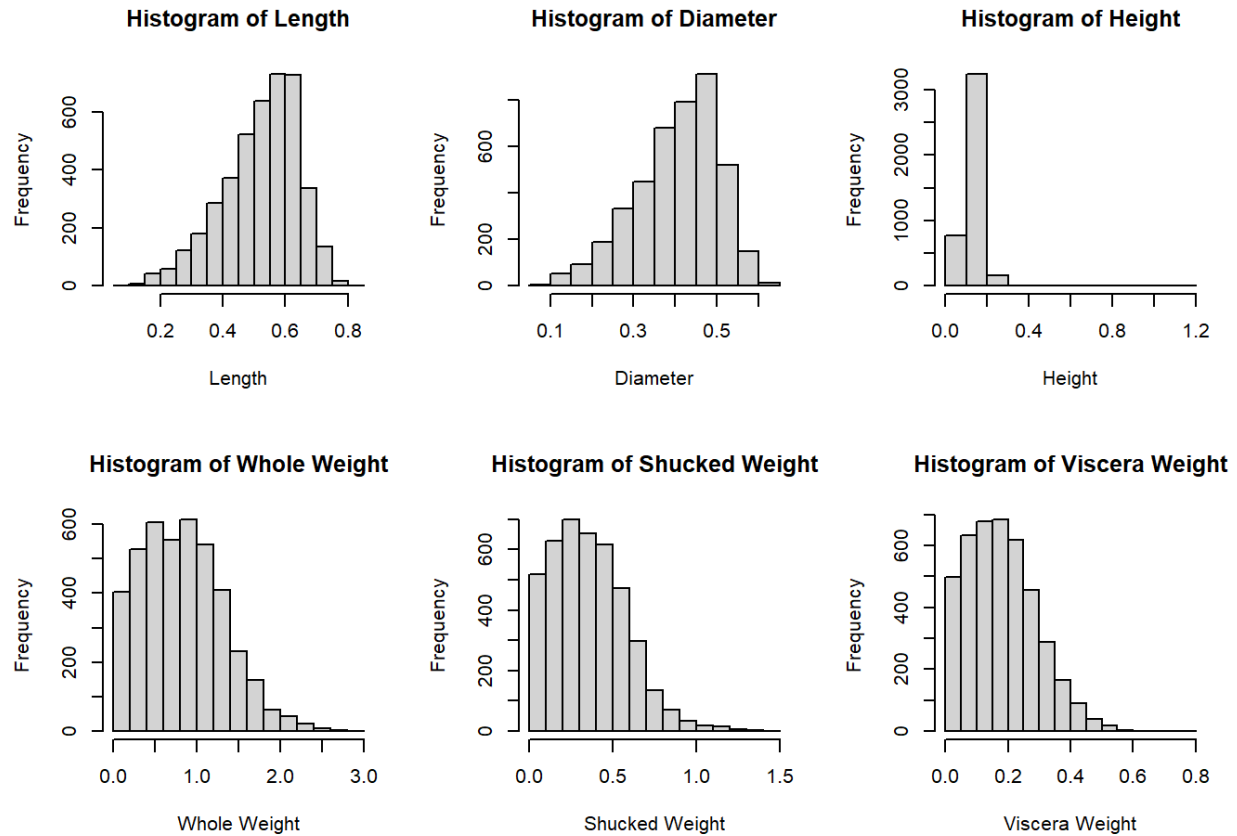 Histogram of Length
Frequency
0 200 400 600
0.2 0.4 0.6 0.8
Length
Histogram of Diameter
Frequency
0 200 600
0.1 0.3 0.5
Diameter
Histogram of Height
Frequency
0 1000 2000 3000
0.0 0.4 0.8 1.2
Height
Histogram of Whole Weight
Frequency
0 200 400 600
0.0 1.0 2.0 3.0
Whole Weight
Histogram of Shucked Weight
Frequency
0 200 400 600
0.0 0.5 1.0 1.5
Shucked Weight
Histogram of Viscera Weight
Frequency
0 200 400 600
0.0 0.2 0.4 0.6 0.8
Viscera Weight